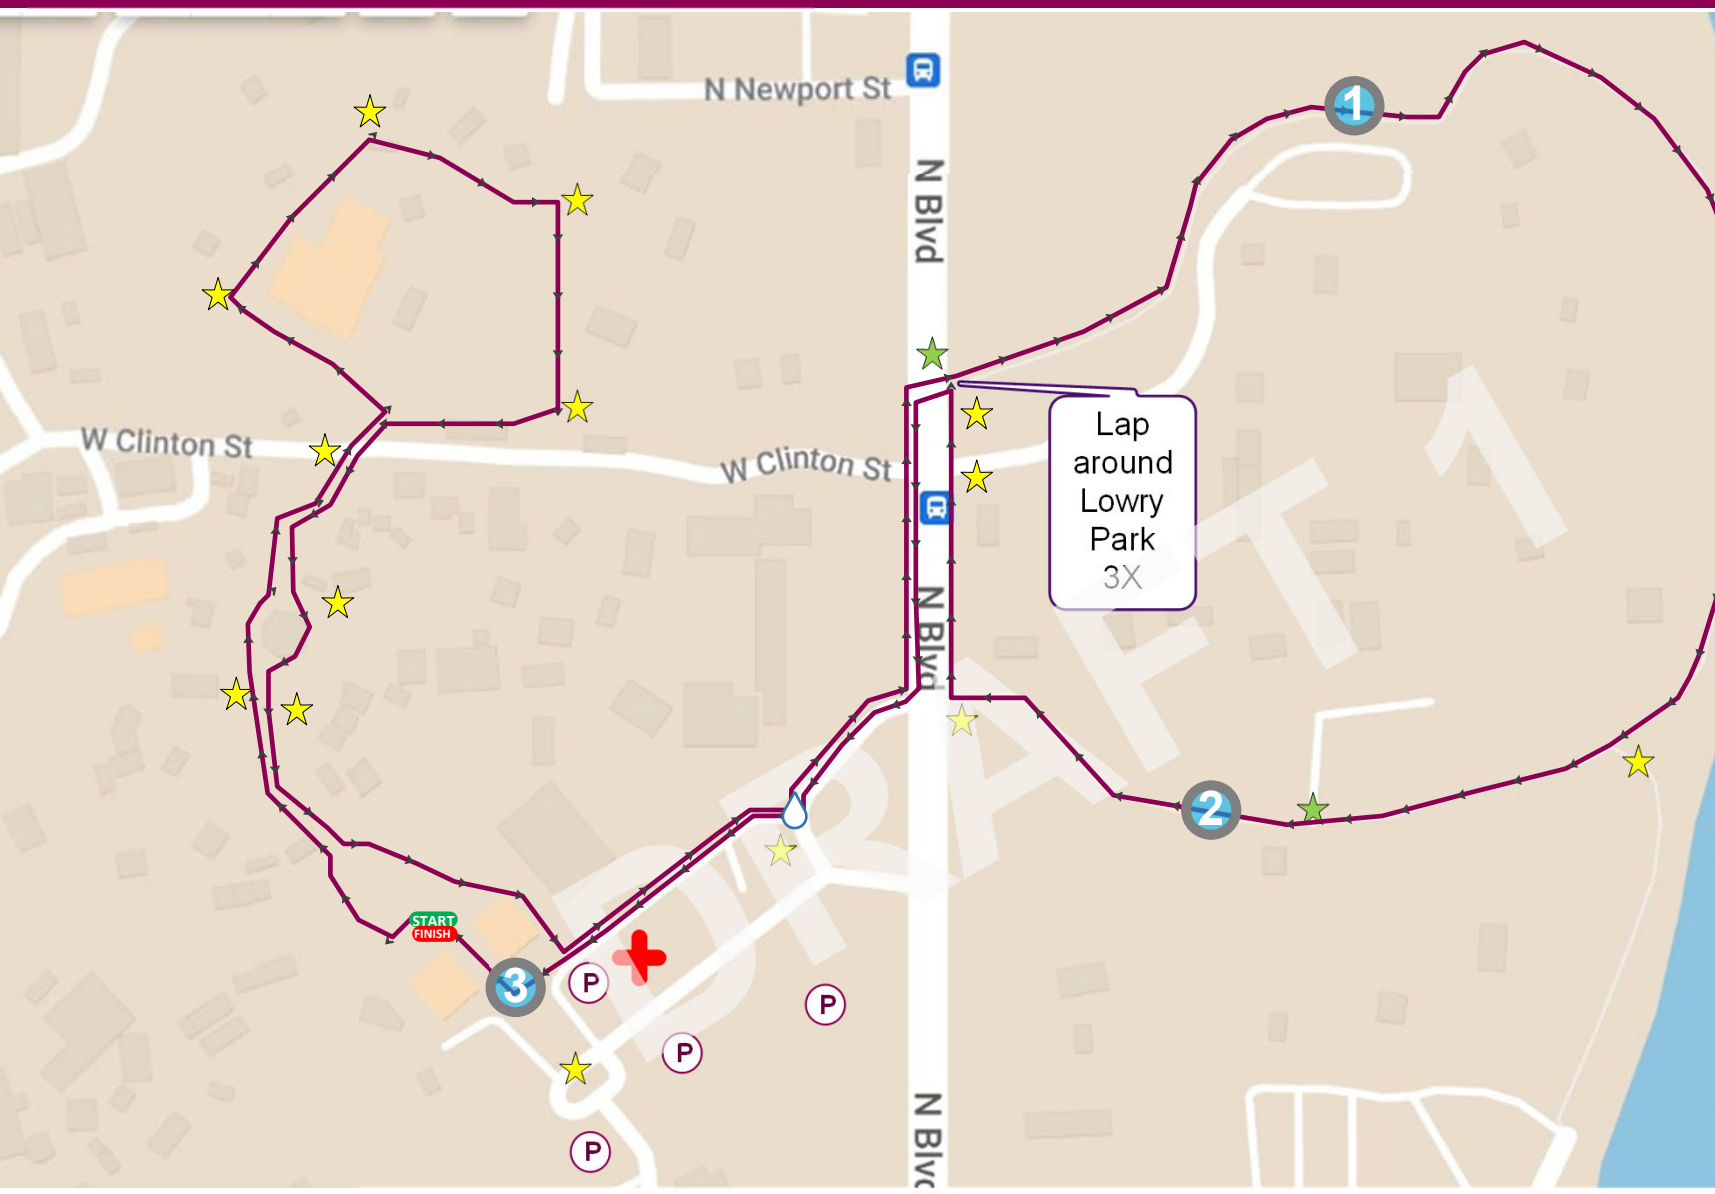 N Newport St
1
N Blvd
W Clinton St
W Clinton St
Lap
around
Lowry
Park
3X
N Blvd
2
START
FINISH
3
P
P
P
P
N Blvd
DRAFT 1